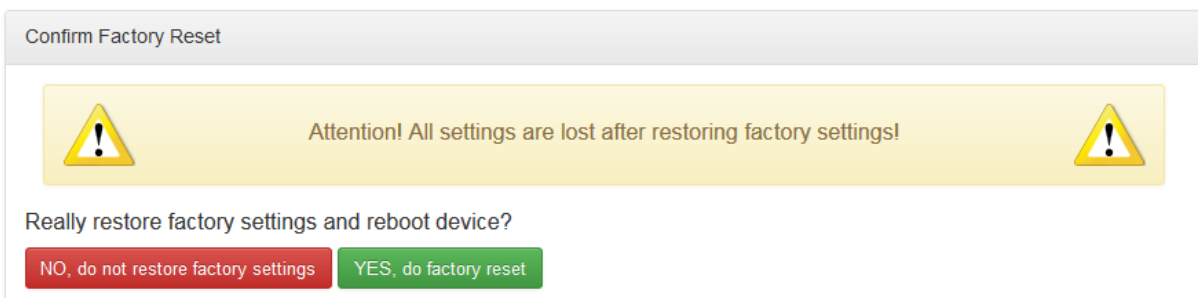 Confirm Factory Reset
Attention! All settings are lost after restoring factory settings!
Really restore factory settings and reboot device?
NO, do not restore factory settings YES, do factory reset